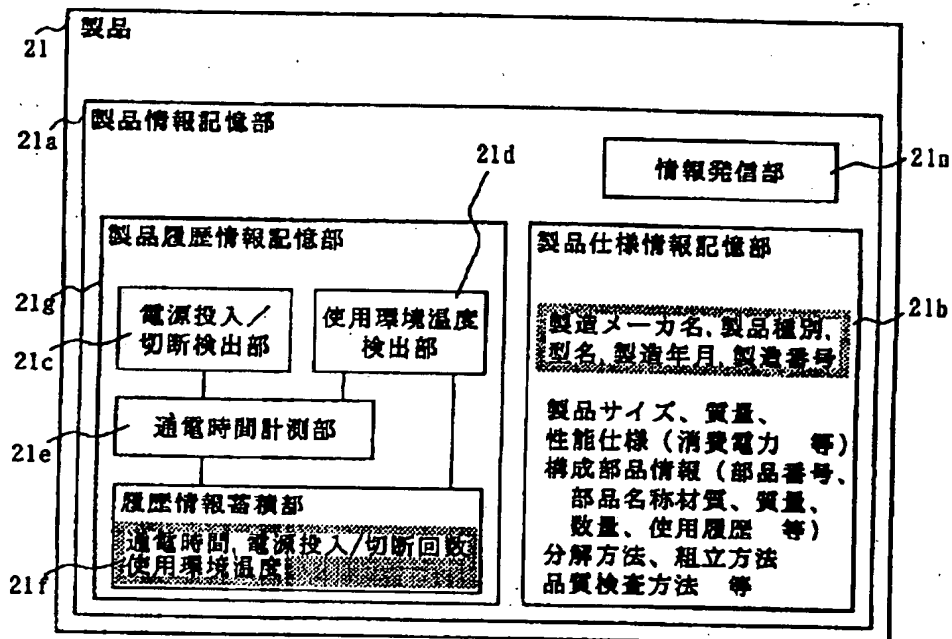 21
製品
21a
製品情報記憶部
21d
情報発信部
21n
製品履歴情報記憶部
21g
電源投入/
切断検出部
21c
使用環境温度
検出部
通電時間計測部
21e
履歴情報蓄積部
通電時間,電源投入/切断回数
使用環境温度
21f
製品仕様情報記憶部
21b
製造メーカ名,製品種別,
型名,製造年月,製造番号
製品サイズ、質量、
性能仕様(消費電力 等)
構成部品情報(部品番号、
部品名称材質、質量、
数量、使用履歴 等)
分解方法、組立方法
品質検査方法 等